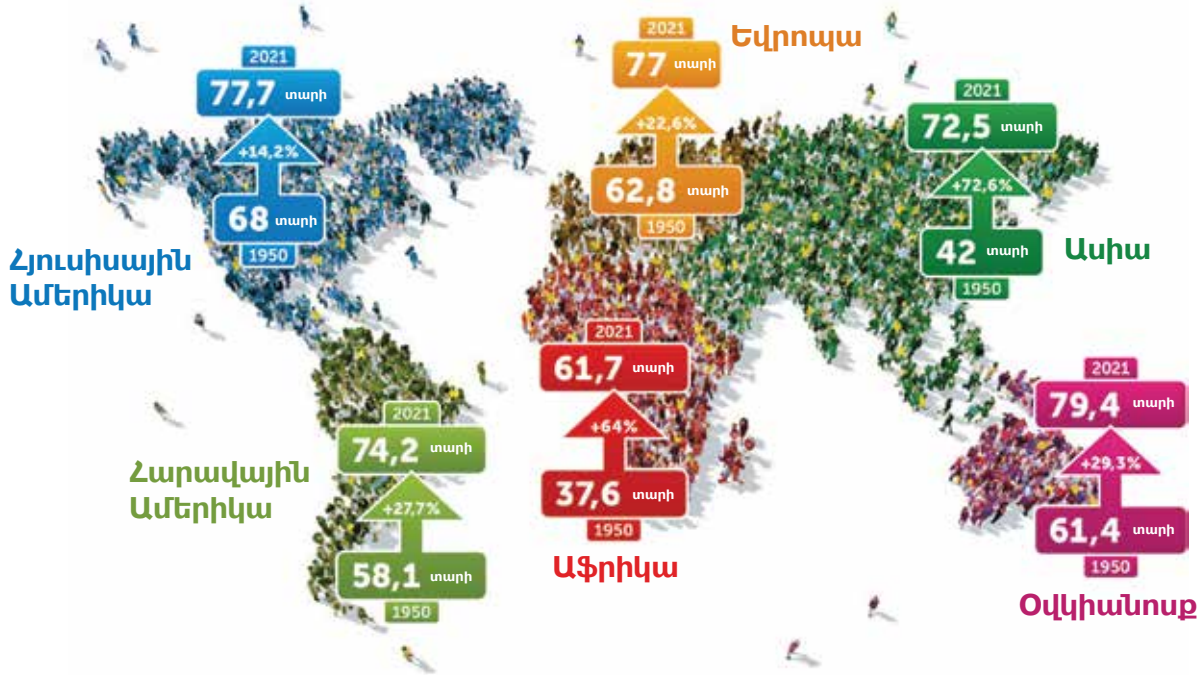 2021
77,7 տարի
+14,2%
68 տարի
1950
Հյուսիսային
Ամերիկա
2021
77 տարի
+22,6%
62,8 տարի
1950
Եվրոպա
2021
72,5 տարի
+72,6%
42 տարի
1950
Ասիա
2021
74,2 տարի
+27,7%
58,1 տարի
1950
Հարավային
Ամերիկա
2021
61,7 տարի
+64%
37,6 տարի
1950
Աֆրիկա
2021
79,4 տարի
+29,3%
61,4 տարի
1950
Օվկիանոսք